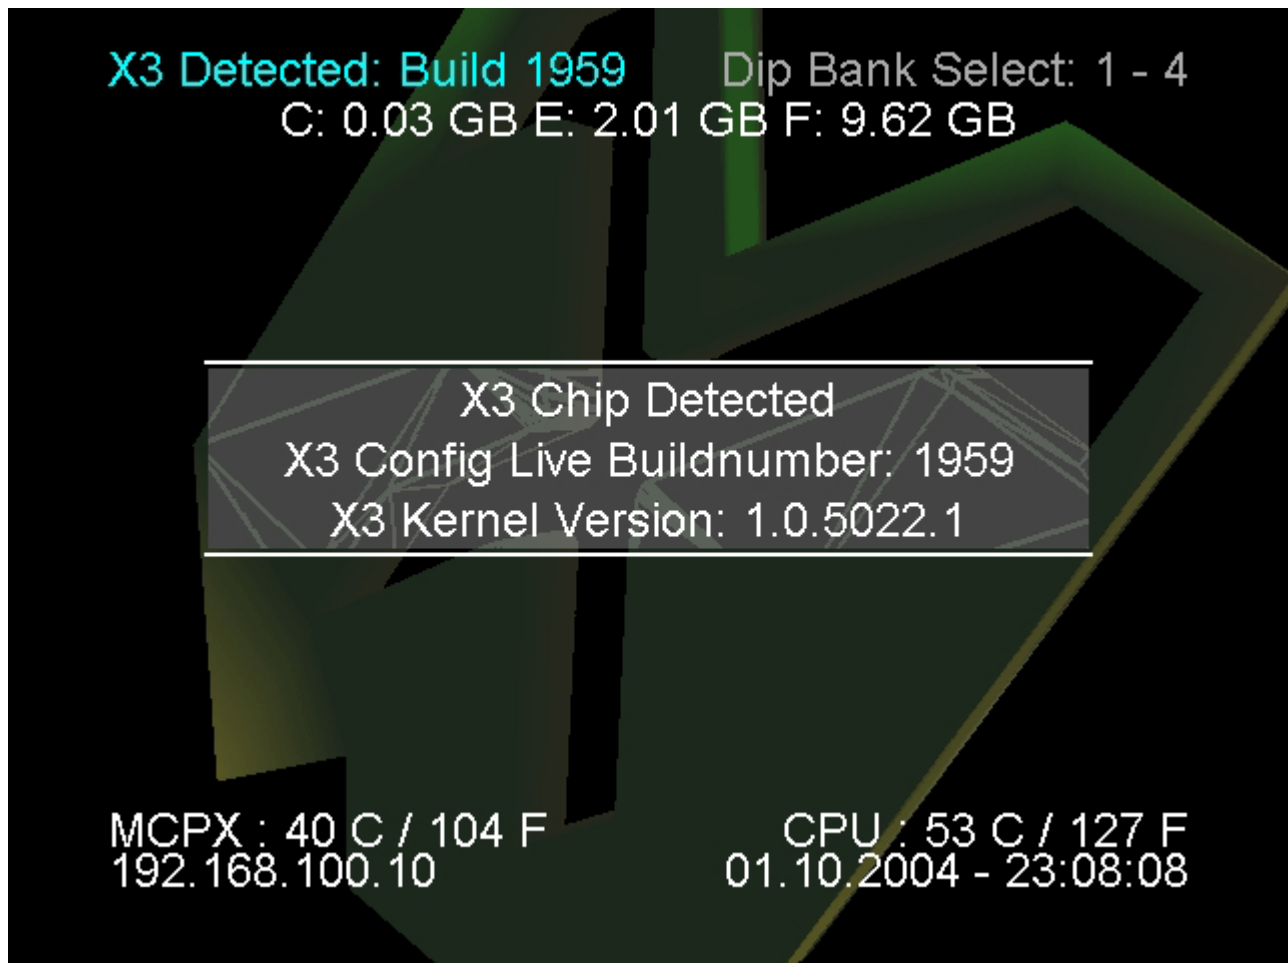 X3 Detected: Build 1959 Dip Bank Select: 1 - 4
C: 0.03 GB E: 2.01 GB F: 9.62 GB
X3 Chip Detected
X3 Config Live Buildnumber: 1959
X3 Kernel Version: 1.0.5022.1
MCPX : 40 C / 104 F CPU : 53 C / 127 F
192.168.100.10 01.10.2004 - 23:08:08